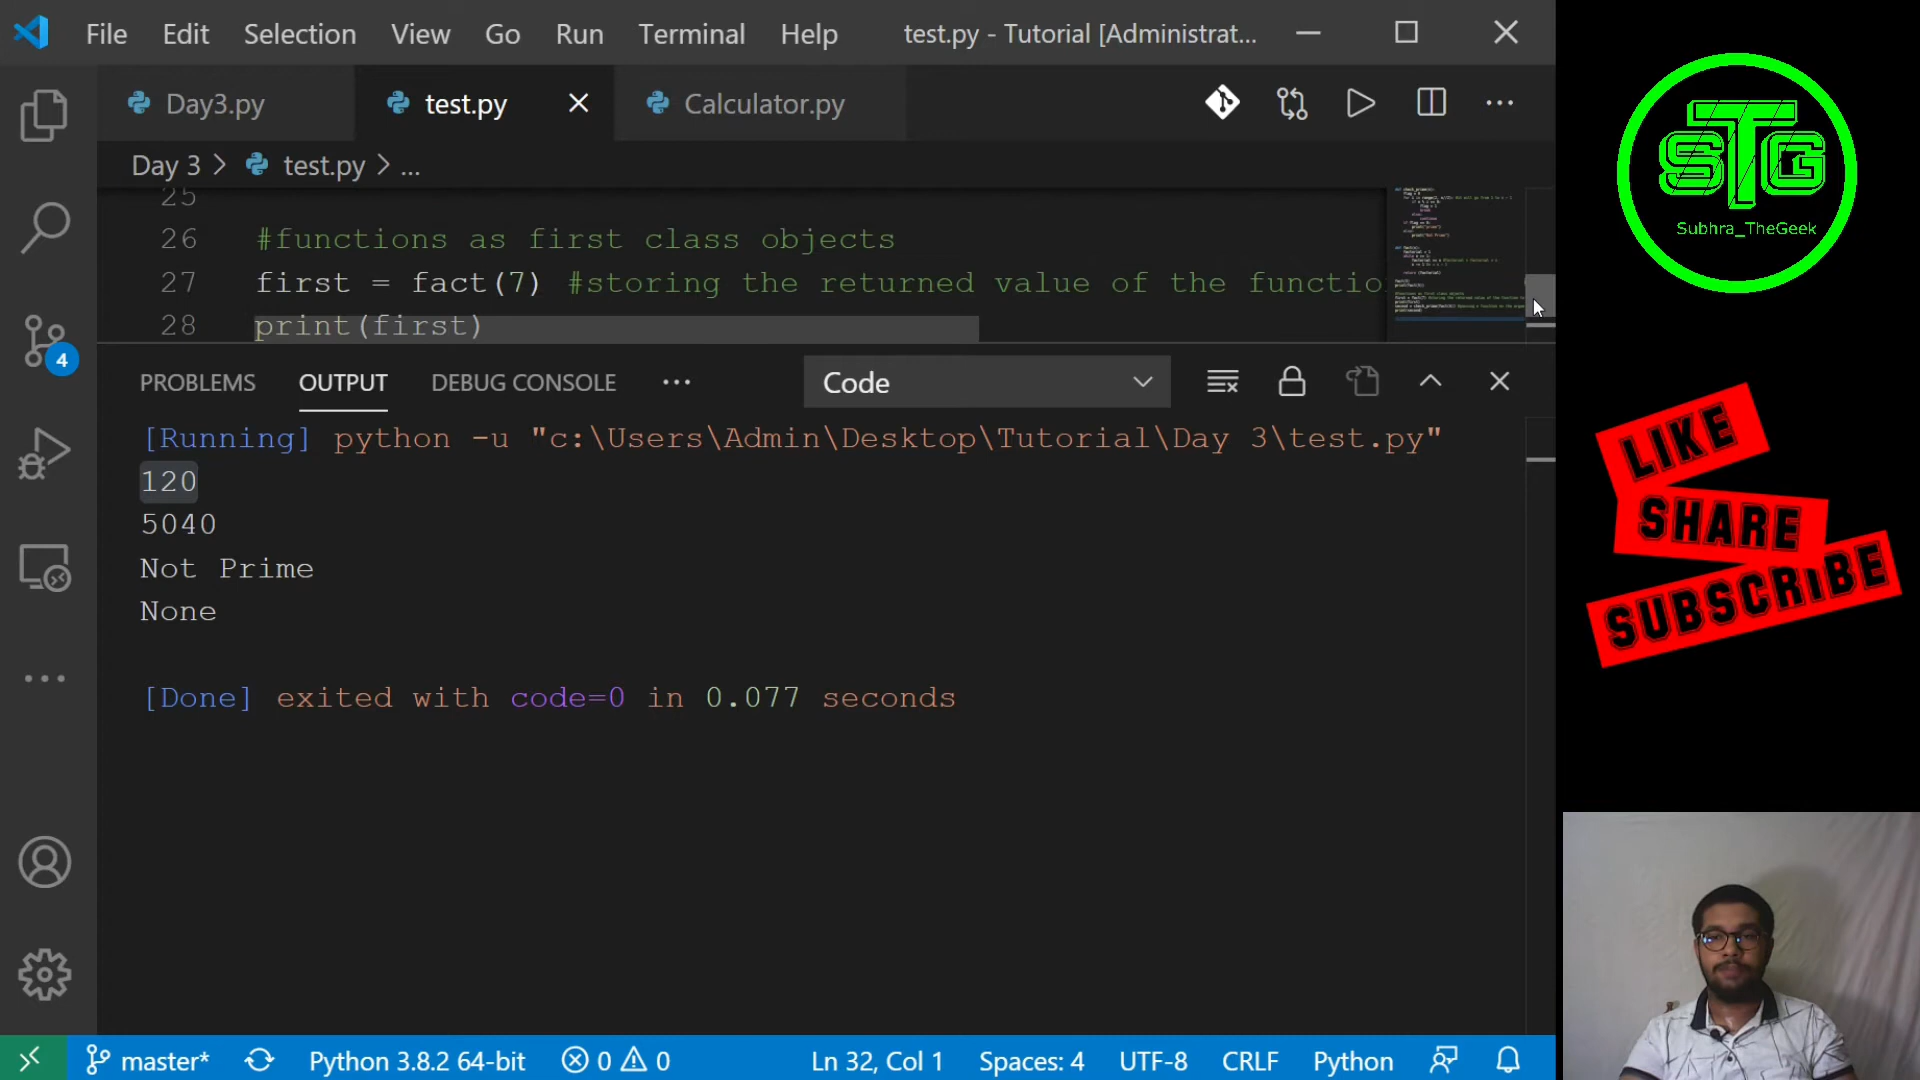 File Edit Selection View Go Run Terminal Help test.py - Tutorial [Administrat...
Day3.py test.py Calculator.py
Day 3 > test.py > ...
25
26 #functions as first class objects
27 first = fact(7) #storing the returned value of the functio
28 print(first)
PROBLEMS OUTPUT DEBUG CONSOLE ... Code
[Running] python -u "c:\Users\Admin\Desktop\Tutorial\Day 3\test.py"
120
5040
Not Prime
None
[Done] exited with code=0 in 0.077 seconds
4
master* Python 3.8.2 64-bit 0 0 Ln 32, Col 1 Spaces: 4 UTF-8 CRLF Python
STG
Subhra_TheGeek
LIKE
SHARE
SUBSCRIBE